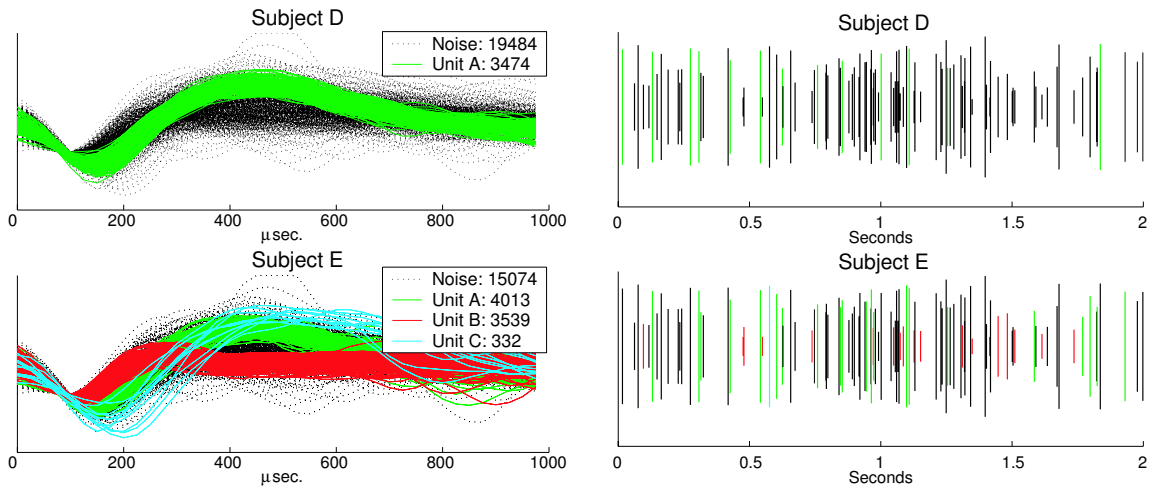 Subject D
Noise: 19484
Unit A: 3474
0 200 400 600 800 1000
μsec.
Subject D
0 0.5 1 1.5 2
Seconds
Subject E
Noise: 15074
Unit A: 4013
Unit B: 3539
Unit C: 332
0 200 400 600 800 1000
μsec.
Subject E
0 0.5 1 1.5 2
Seconds